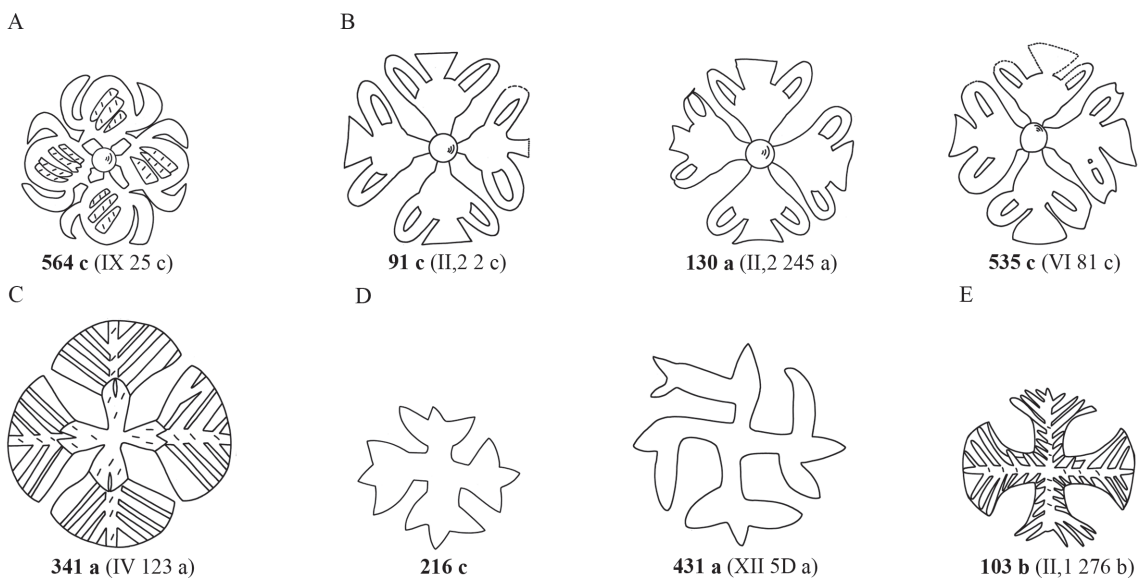 A
B
564 c (IX 25 c)
91 c (II,2 2 c)
130 a (II,2 245 a)
535 c (VI 81 c)
C
D
E
341 a (IV 123 a)
216 c
431 a (XII 5D a)
103 b (II,1 276 b)